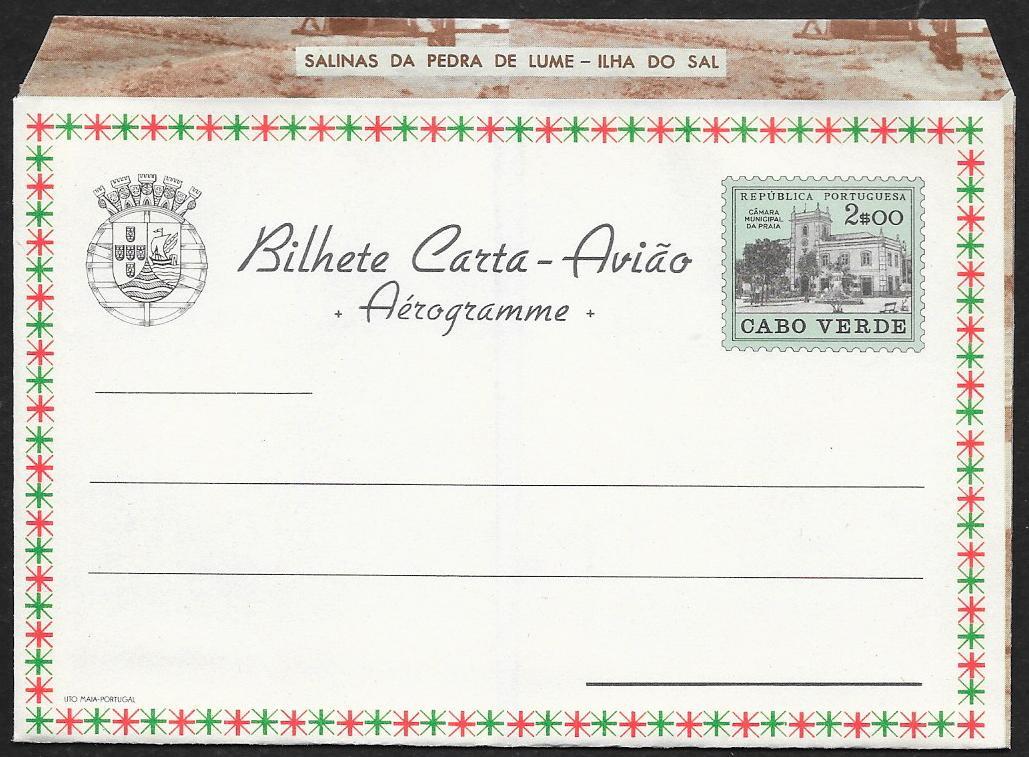 SALINAS DA PEDRA DE LUME – ILHA DO SAL
REPÚBLICA PORTUGUESA
CÂMARA
MUNICIPAL
DA PRAIA
2$00
CABO VERDE
Bilhete Carta-Avião
+ Aérogramme +
LITO MAIA-PORTUGAL